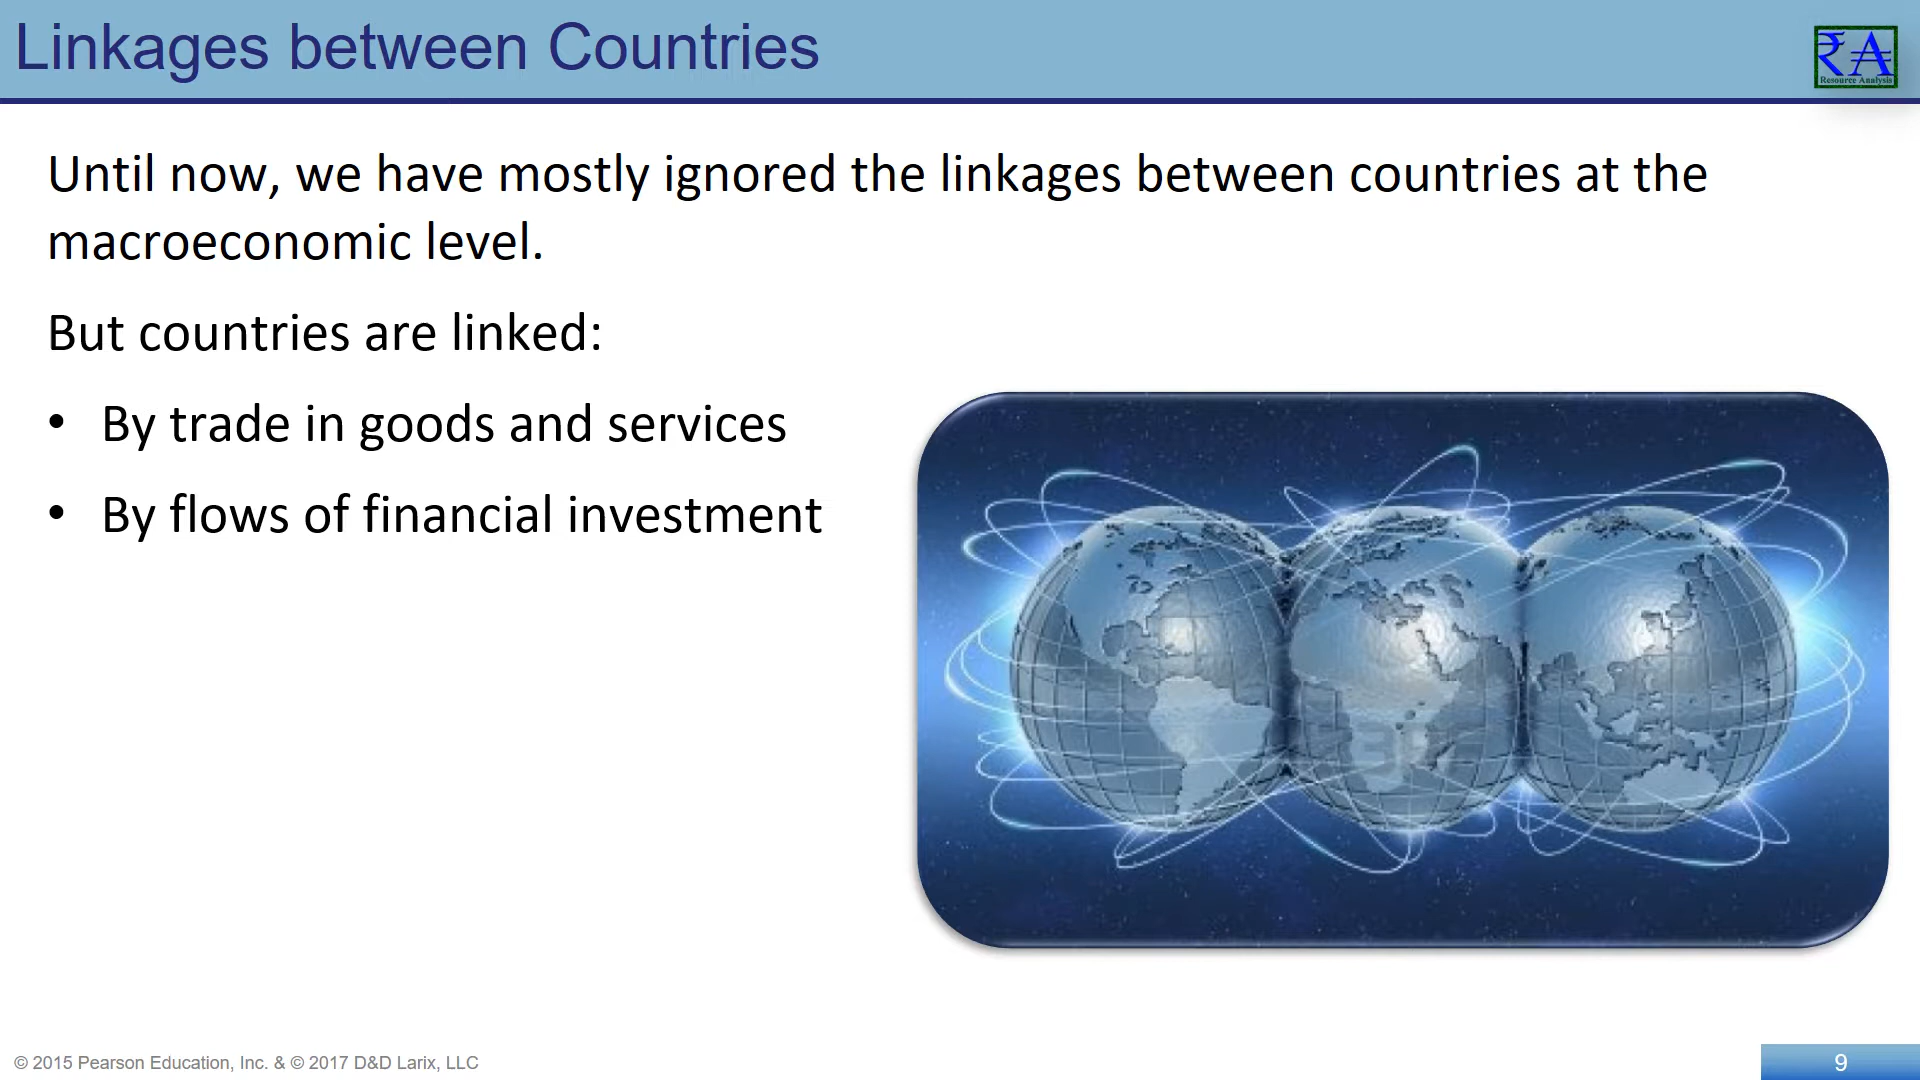 Linkages between Countries
₹A
Resource Analysis
Until now, we have mostly ignored the linkages between countries at the
macroeconomic level.
But countries are linked:
• By trade in goods and services
• By flows of financial investment
© 2015 Pearson Education, Inc. & © 2017 D&D Larix, LLC
9